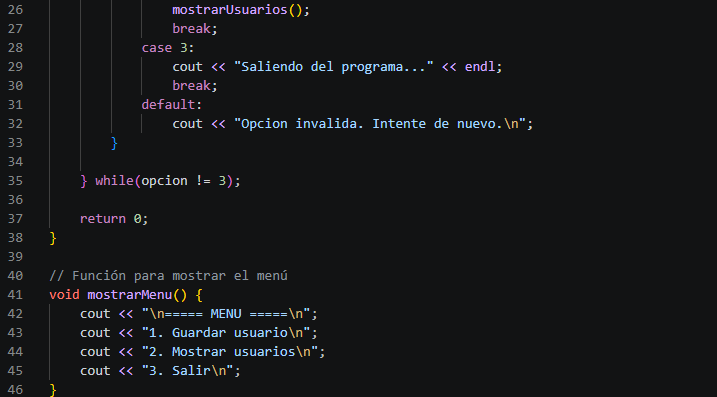 26 mostrarUsuarios();
27 break;
28 case 3:
29 cout << "Saliendo del programa..." << endl;
30 break;
31 default:
32 cout << "Opcion invalida. Intente de nuevo.\n";
33 }
34
35 } while(opcion != 3);
36
37 return 0;
38 }
39
40 // Función para mostrar el menú
41 void mostrarMenu() {
42 cout << "\n===== MENU =====\n";
43 cout << "1. Guardar usuario\n";
44 cout << "2. Mostrar usuarios\n";
45 cout << "3. Salir\n";
46 }